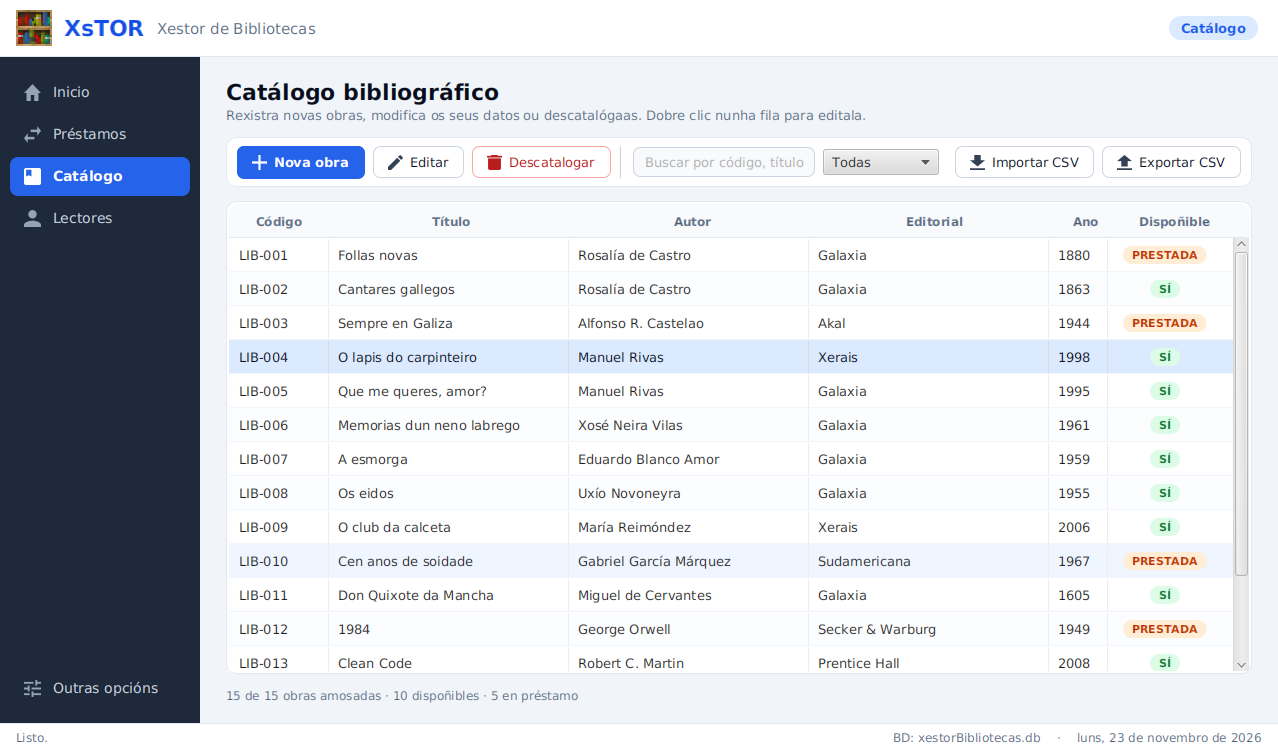 XsTOR Xestor de Bibliotecas Catálogo
Inicio
Préstamos
Catálogo
Lectores
Outras opcións
Catálogo bibliográfico
Rexistra novas obras, modifica os seus datos ou descatalógaas. Dobre clic nunha fila para editala.
Nova obra Editar Descatalogar Buscar por código, título Todas Importar CSV Exportar CSV
Código Título Autor Editorial Ano Dispoñible
LIB-001 Follas novas Rosalía de Castro Galaxia 1880 PRESTADA
LIB-002 Cantares gallegos Rosalía de Castro Galaxia 1863 SÍ
LIB-003 Sempre en Galiza Alfonso R. Castelao Akal 1944 PRESTADA
LIB-004 O lapis do carpinteiro Manuel Rivas Xerais 1998 SÍ
LIB-005 Que me queres, amor? Manuel Rivas Galaxia 1995 SÍ
LIB-006 Memorias dun neno labrego Xosé Neira Vilas Galaxia 1961 SÍ
LIB-007 A esmorga Eduardo Blanco Amor Galaxia 1959 SÍ
LIB-008 Os eidos Uxío Novoneyra Galaxia 1955 SÍ
LIB-009 O club da calceta María Reimóndez Xerais 2006 SÍ
LIB-010 Cen anos de soidade Gabriel García Márquez Sudamericana 1967 PRESTADA
LIB-011 Don Quixote da Mancha Miguel de Cervantes Galaxia 1605 SÍ
LIB-012 1984 George Orwell Secker & Warburg 1949 PRESTADA
LIB-013 Clean Code Robert C. Martin Prentice Hall 2008 SÍ
15 de 15 obras amosadas · 10 dispoñibles · 5 en préstamo
Listo. BD: xestorBibliotecas.db · luns, 23 de novembro de 2026